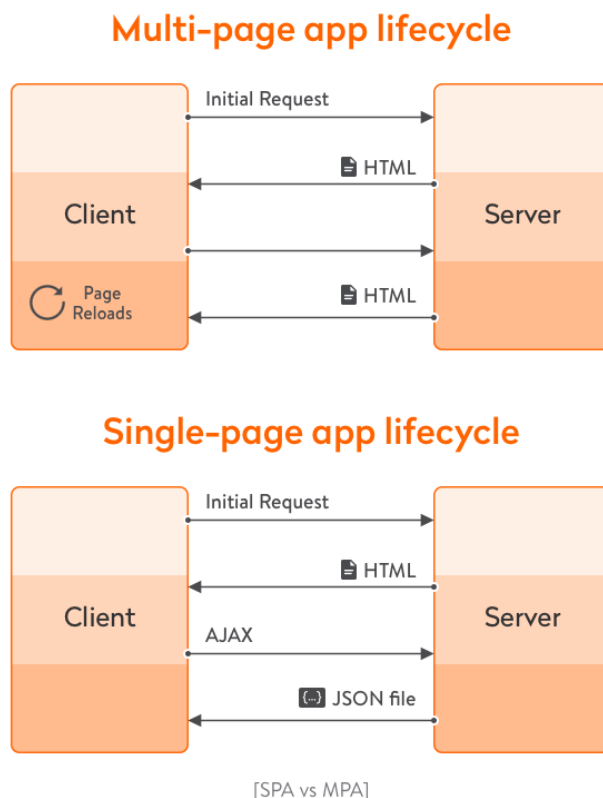 Multi-page app lifecycle
Initial Request
HTML
Client
Server
Page
Reloads
HTML
Single-page app lifecycle
Initial Request
HTML
Client
Server
AJAX
{...} JSON file
[SPA vs MPA]